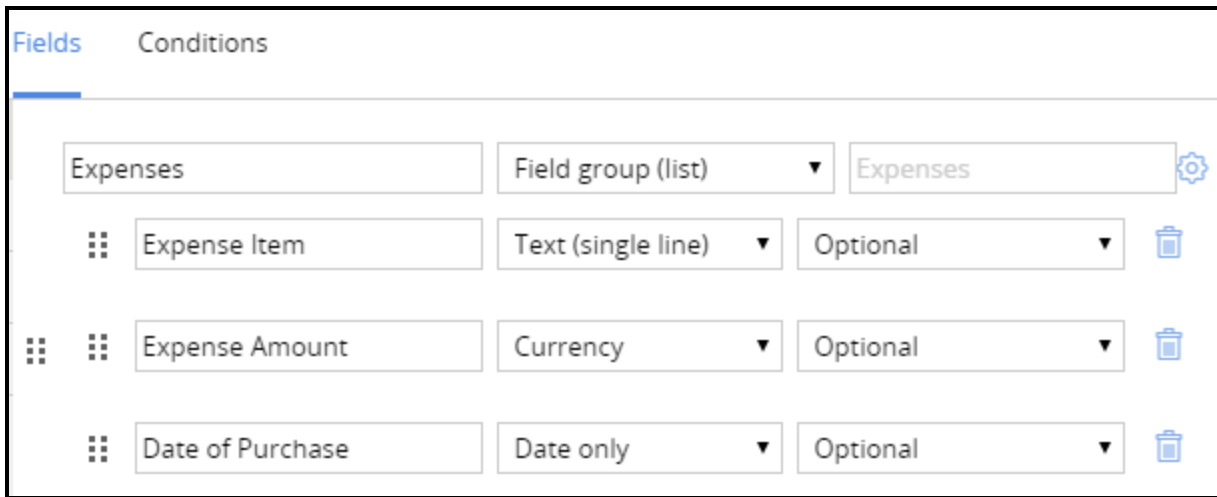 Fields Conditions
Expenses Field group (list) Expenses
Expense Item Text (single line) Optional
Expense Amount Currency Optional
Date of Purchase Date only Optional